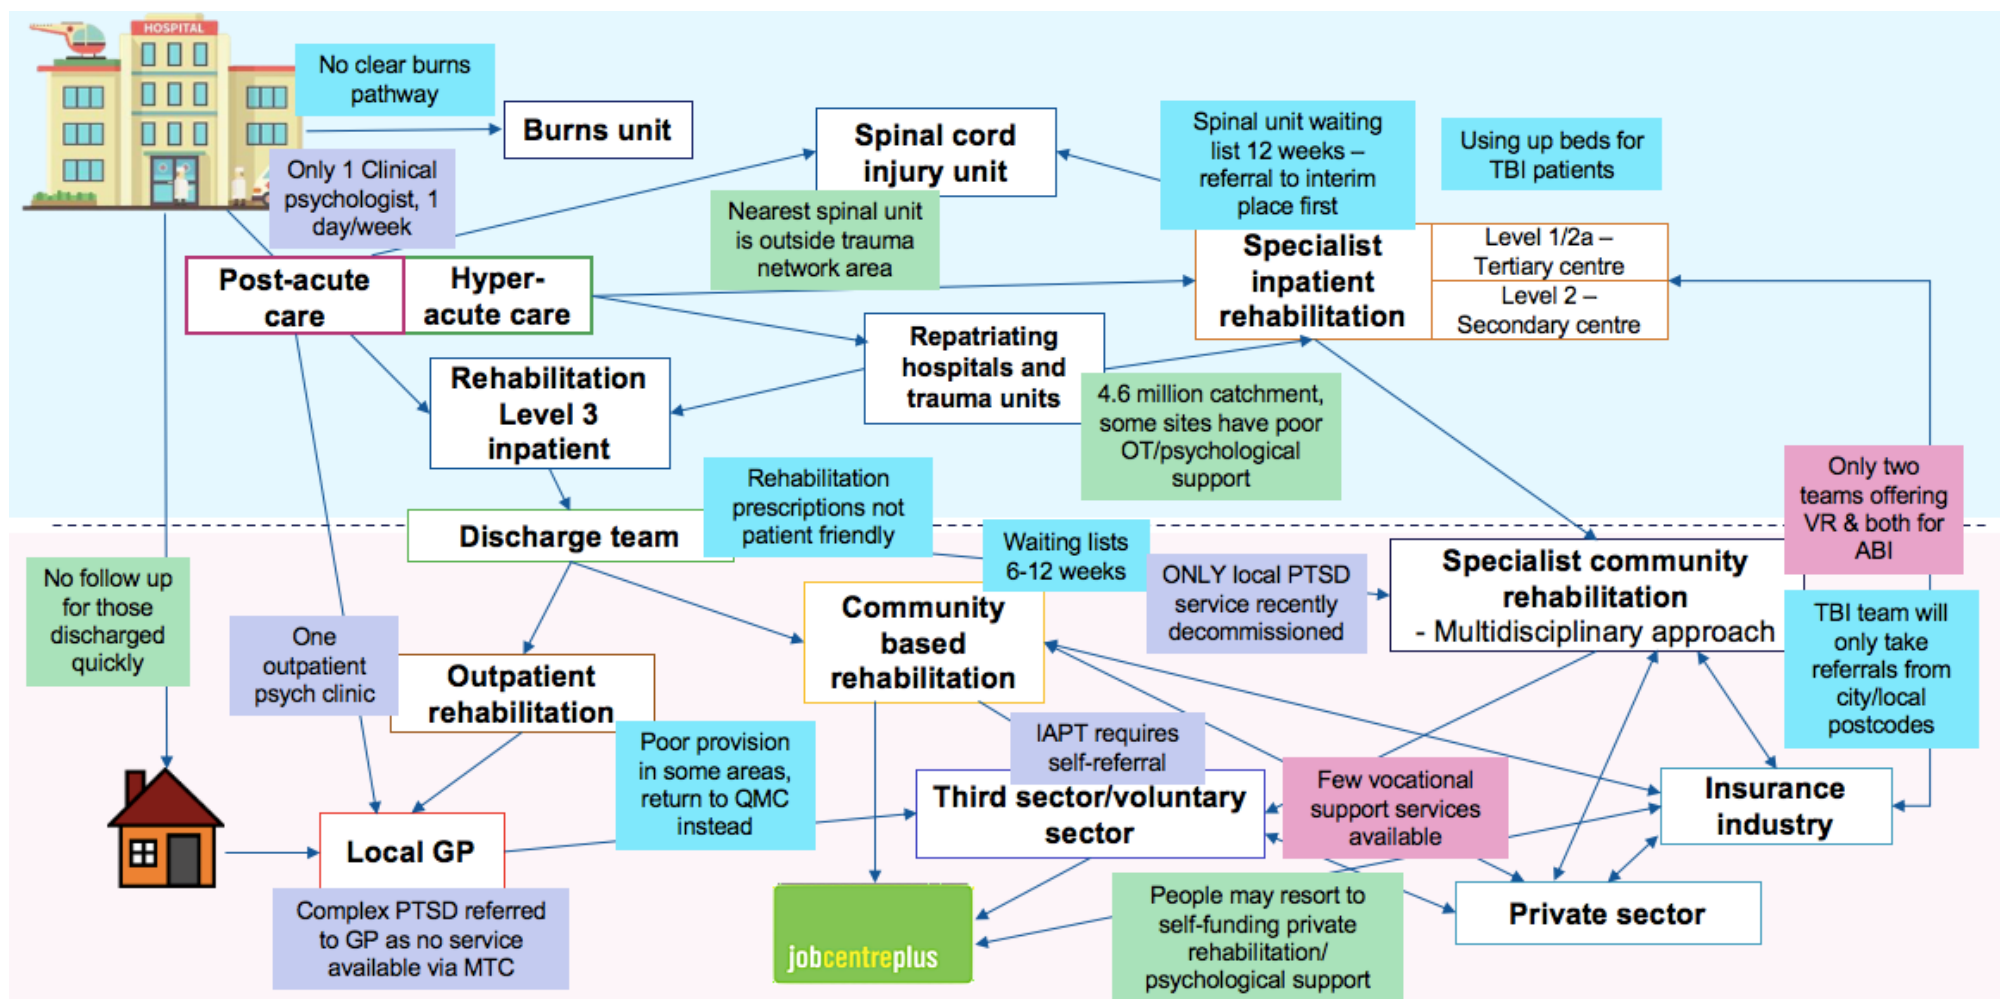 HOSPITAL
No clear burns
pathway
Burns unit
Only 1 Clinical
psychologist, 1
day/week
Spinal cord
injury unit
Spinal unit waiting
list 12 weeks –
referral to interim
place first
Using up beds for
TBI patients
Nearest spinal unit
is outside trauma
network area
Post-acute
care
Hyper-
acute care
Specialist
inpatient
rehabilitation
Level 1/2a –
Tertiary centre
Level 2 –
Secondary centre
Repatriating
hospitals and
trauma units
Rehabilitation
Level 3
inpatient
4.6 million catchment,
some sites have poor
OT/psychological
support
Only two
teams offering
VR & both for
ABI
Rehabilitation
prescriptions not
patient friendly
Discharge team
Waiting lists
6-12 weeks
ONLY local PTSD
service recently
decommissioned
Specialist community
rehabilitation
- Multidisciplinary approach
No follow up
for those
discharged
quickly
One
outpatient
psych clinic
Outpatient
rehabilitation
Community
based
rehabilitation
TBI team will
only take
referrals from
city/local
postcodes
Poor provision
in some areas,
return to QMC
instead
IAPT requires
self-referral
Third sector/voluntary
sector
Few vocational
support services
available
Insurance
industry
Local GP
Complex PTSD referred
to GP as no service
available via MTC
jobcentreplus
People may resort to
self-funding private
rehabilitation/
psychological support
Private sector